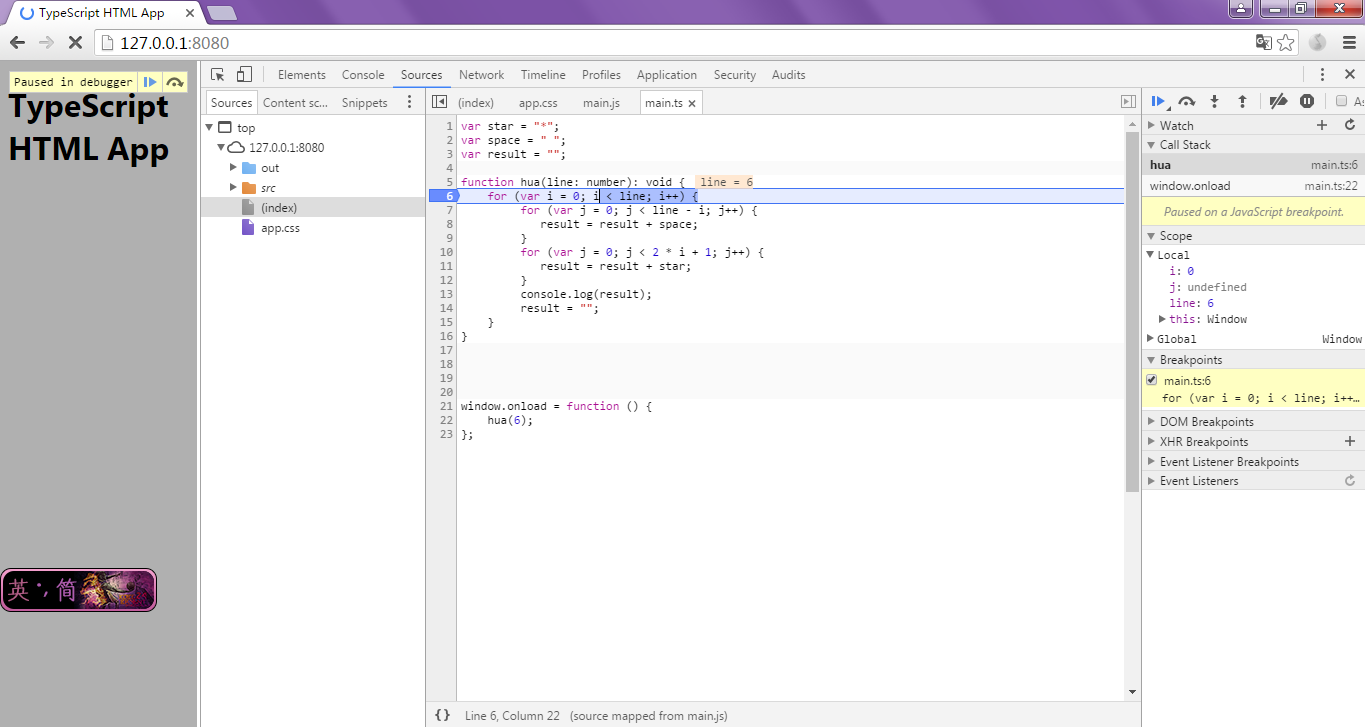 TypeScript HTML App
127.0.0.1:8080
Paused in debugger
TypeScript
HTML App
英 简
Elements Console Sources Network Timeline Profiles Application Security Audits
Sources Content sc... Snippets
top
127.0.0.1:8080
out
src
(index)
app.css
(index) app.css main.js main.ts
1 var star = "*";
2 var space = " ";
3 var result = "";
4
5 function hua(line: number): void { line = 6
6 for (var i = 0; i < line; i++) {
7 for (var j = 0; j < line - i; j++) {
8 result = result + space;
9 }
10 for (var j = 0; j < 2 * i + 1; j++) {
11 result = result + star;
12 }
13 console.log(result);
14 result = "";
15 }
16 }
17
18
19
20
21 window.onload = function () {
22 hua(6);
23 };
{} Line 6, Column 22 (source mapped from main.js)
As
Watch
Call Stack
hua main.ts:6
window.onload main.ts:22
Paused on a JavaScript breakpoint.
Scope
Local
i: 0
j: undefined
line: 6
this: Window
Global Window
Breakpoints
main.ts:6
for (var i = 0; i < line; i++…
DOM Breakpoints
XHR Breakpoints
Event Listener Breakpoints
Event Listeners